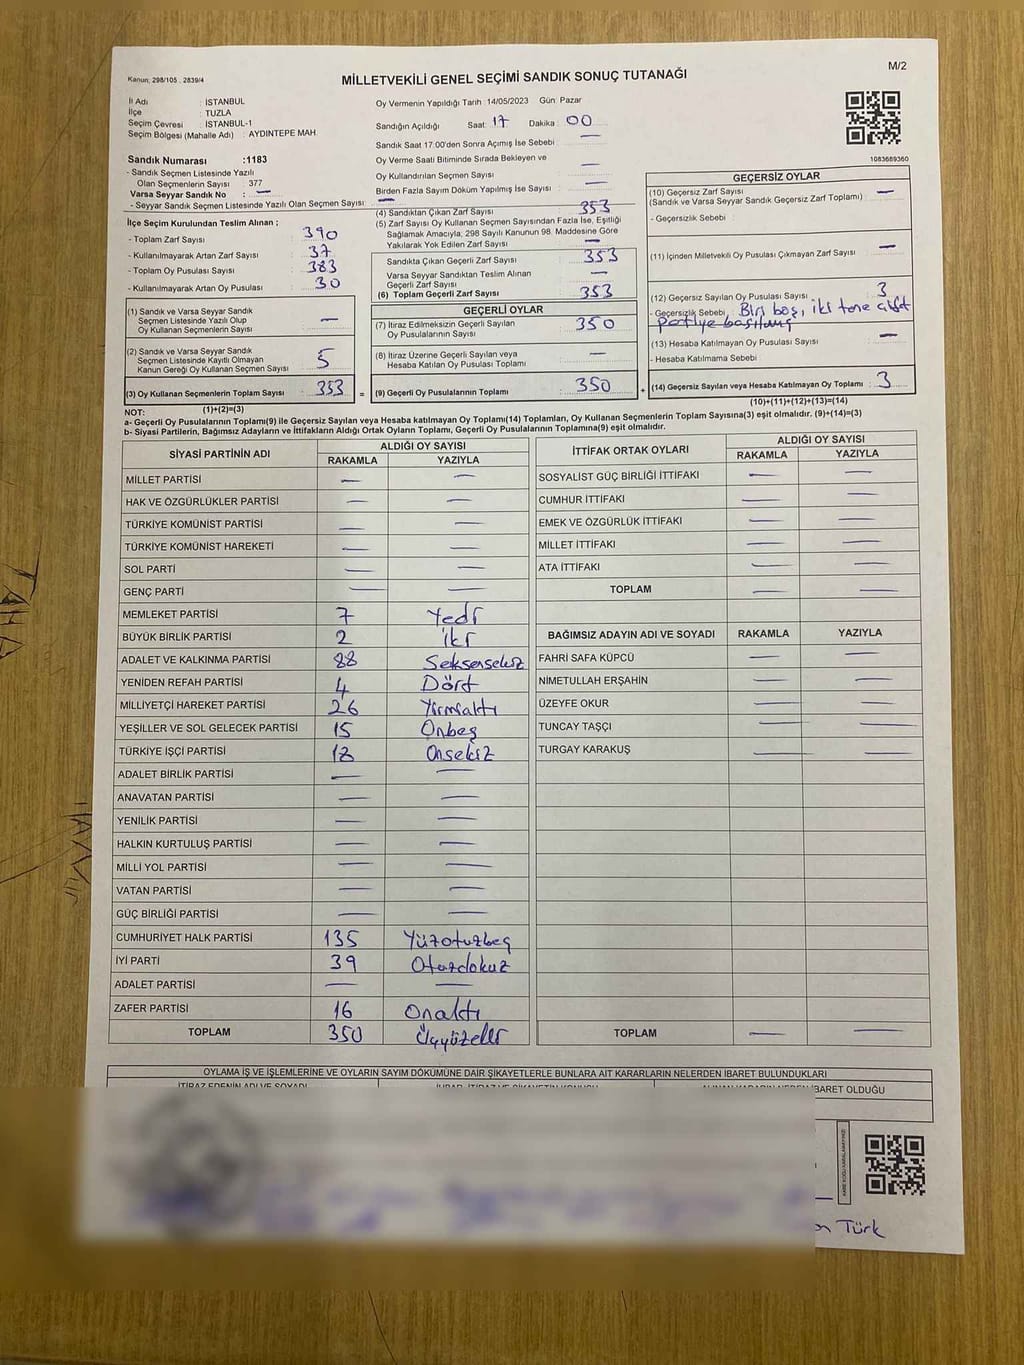 Kanun: 298/105 , 2839/4
MİLLETVEKİLİ GENEL SEÇİMİ SANDIK SONUÇ TUTANAĞI
M/2
İl Adı : İSTANBUL
İlçe : TUZLA
Seçim Çevresi : İSTANBUL-1
Seçim Bölgesi (Mahalle Adı) : AYDINTEPE MAH.
Sandık Numarası :1183
- Sandık Seçmen Listesinde Yazılı
Olan Seçmenlerin Sayısı : 377
Varsa Seyyar Sandık No : —
- Seyyar Sandık Seçmen Listesinde Yazılı Olan Seçmen Sayısı: —
Oy Vermenin Yapıldığı Tarih :14/05/2023 Gün: Pazar
Sandığın Açıldığı Saat: 17 Dakika : 00
Sandık Saat 17:00'den Sonra Açımış İse Sebebi —
Oy Verme Saati Bitiminde Sırada Bekleyen ve
Oy Kullandırılan Seçmen Sayısı —
Birden Fazla Sayım Döküm Yapılmış İse Sayısı —
1083689360
İlçe Seçim Kurulundan Teslim Alınan ;
- Toplam Zarf Sayısı : 390
- Kullanılmayarak Artan Zarf Sayısı : 37
- Toplam Oy Pusulası Sayısı : 383
- Kullanılmayarak Artan Oy Pusulası : 30
(1) Sandık ve Varsa Seyyar Sandık
Seçmen Listesinde Yazılı Olup
Oy Kullanan Seçmenlerin Sayısı —
(2) Sandık ve Varsa Seyyar Sandık
Seçmen Listesinde Kayıtlı Olmayan
Kanun Gereği Oy Kullanan Seçmen Sayısı 5
(3) Oy Kullanan Seçmenlerin Toplam Sayısı 353
(1)+(2)=(3)
(4) Sandıktan Çıkan Zarf Sayısı 353
(5) Zarf Sayısı Oy Kullanan Seçmen Sayısından Fazla İse, Eşitliği
Sağlamak Amacıyla, 298 Sayılı Kanunun 98. Maddesine Göre
Yakılarak Yok Edilen Zarf Sayısı : —
Sandıkta Çıkan Geçerli Zarf Sayısı : 353
Varsa Seyyar Sandıktan Teslim Alınan
Geçerli Zarf Sayısı : —
(6) Toplam Geçerli Zarf Sayısı : 353
GEÇERLİ OYLAR
(7) İtiraz Edilmeksizin Geçerli Sayılan
Oy Pusulası Toplamı : 350
(8) İtiraz Üzerine Geçerli Sayılan veya
Hesaba Katılan Oy Pusulası Toplamı : —
= (9) Geçerli Oy Pusulalarının Toplamı : 350
GEÇERSİZ OYLAR
(10) Geçersiz Zarf Sayısı
(Sandık ve Varsa Seyyar Sandık Geçersiz Zarf Toplamı) : —
- Geçersizlik Sebebi :
(11) İçinden Milletvekili Oy Pusulası Çıkmayan Zarf Sayısı : —
(12) Geçersiz Sayılan Oy Pusulası Sayısı : 3
- Geçersizlik Sebebi Biri boş, iki tane çift
partiye basılmış
(13) Hesaba Katılmayan Oy Pusulası Sayısı : —
- Hesaba Katılmama Sebebi :
+ (14) Geçersiz Sayılan veya Hesaba Katılmayan Oy Toplamı : 3
(10)+(11)+(12)+(13)=(14)
NOT:
a- Geçerli Oy Pusulalarının Toplamı(9) ile Geçersiz Sayılan veya Hesaba katılmayan Oy Toplamı(14) Toplamları, Oy Kullanan Seçmenlerin Toplam Sayısına(3) eşit olmalıdır. (9)+(14)=(3)
b- Siyasi Partilerin, Bağımsız Adayların ve İttifakların Aldığı Ortak Oyların Toplamı, Geçerli Oy Pusulalarının Toplamına(9) eşit olmalıdır.
SİYASİ PARTİNİN ADI ALDIĞI OY SAYISI
RAKAMLA YAZIYLA
MİLLET PARTİSİ — —
HAK VE ÖZGÜRLÜKLER PARTİSİ — —
TÜRKİYE KOMÜNİST PARTİSİ — —
TÜRKİYE KOMÜNİST HAREKETİ — —
SOL PARTİ — —
GENÇ PARTİ — —
MEMLEKET PARTİSİ 7 Yedi
BÜYÜK BİRLİK PARTİSİ 2 İki
ADALET VE KALKINMA PARTİSİ 88 Seksensekiz
YENİDEN REFAH PARTİSİ 4 Dört
MİLLİYETÇİ HAREKET PARTİSİ 26 Yirmialtı
YEŞİLLER VE SOL GELECEK PARTİSİ 15 Onbeş
TÜRKİYE İŞÇİ PARTİSİ 18 Onsekiz
ADALET BİRLİK PARTİSİ — —
ANAVATAN PARTİSİ — —
YENİLİK PARTİSİ — —
HALKIN KURTULUŞ PARTİSİ — —
MİLLİ YOL PARTİSİ — —
VATAN PARTİSİ — —
GÜÇ BİRLİĞİ PARTİSİ — —
CUMHURİYET HALK PARTİSİ 135 Yüzotuzbeş
İYİ PARTİ 39 Otuzdokuz
ADALET PARTİSİ — —
ZAFER PARTİSİ 16 Onaltı
TOPLAM 350 Üçyüzelli
İTTİFAK ORTAK OYLARI ALDIĞI OY SAYISI
RAKAMLA YAZIYLA
SOSYALİST GÜÇ BİRLİĞİ İTTİFAKI — —
CUMHUR İTTİFAKI — —
EMEK VE ÖZGÜRLÜK İTTİFAKI — —
MİLLET İTTİFAKI — —
ATA İTTİFAKI — —
TOPLAM — —
BAĞIMSIZ ADAYIN ADI VE SOYADI RAKAMLA YAZIYLA
FAHRİ SAFA KÜPCÜ — —
NİMETULLAH ERŞAHİN — —
ÜZEYFE OKUR — —
TUNCAY TAŞÇI — —
TURGAY KARAKUŞ — —
TOPLAM — —
OYLAMA İŞ VE İŞLEMLERİNE VE OYLARIN SAYIM DÖKÜMÜNE DAİR ŞİKAYETLERLE BUNLARA AİT KARARLARIN NELERDEN İBARET BULUNDUKLARI
İTİRAZ EDENİN ADI VE SOYADI
İBARET OLDUĞU
Türk